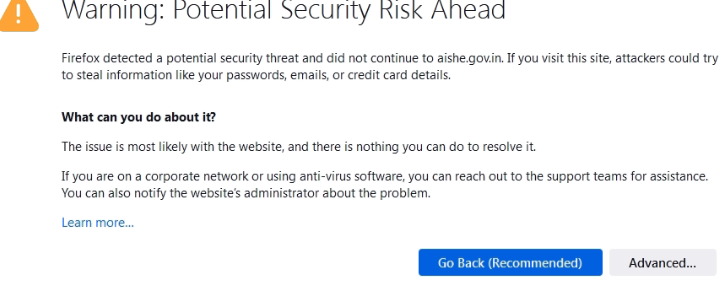 Warning: Potential Security Risk Ahead
Firefox detected a potential security threat and did not continue to aishe.gov.in. If you visit this site, attackers could try
to steal information like your passwords, emails, or credit card details.
What can you do about it?
The issue is most likely with the website, and there is nothing you can do to resolve it.
If you are on a corporate network or using anti-virus software, you can reach out to the support teams for assistance.
You can also notify the website's administrator about the problem.
Learn more...
Go Back (Recommended)
Advanced...